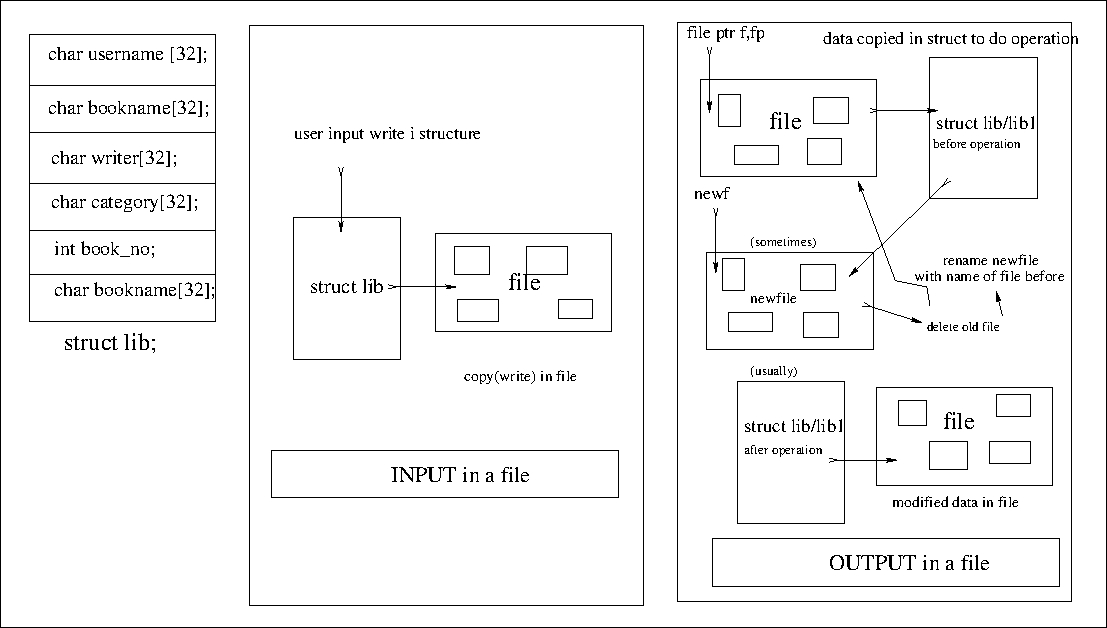 char username [32];
char bookname[32];
char writer[32];
char category[32];
int book_no;
char bookname[32];
struct lib;
user input write i structure
struct lib
file
copy(write) in file
INPUT in a file
file ptr f,fp
data copied in struct to do operation
file
struct lib/lib1
before operation
newf
(sometimes)
newfile
rename newfile
with name of file before
delete old file
(usually)
struct lib/lib1
after operation
file
modified data in file
OUTPUT in a file